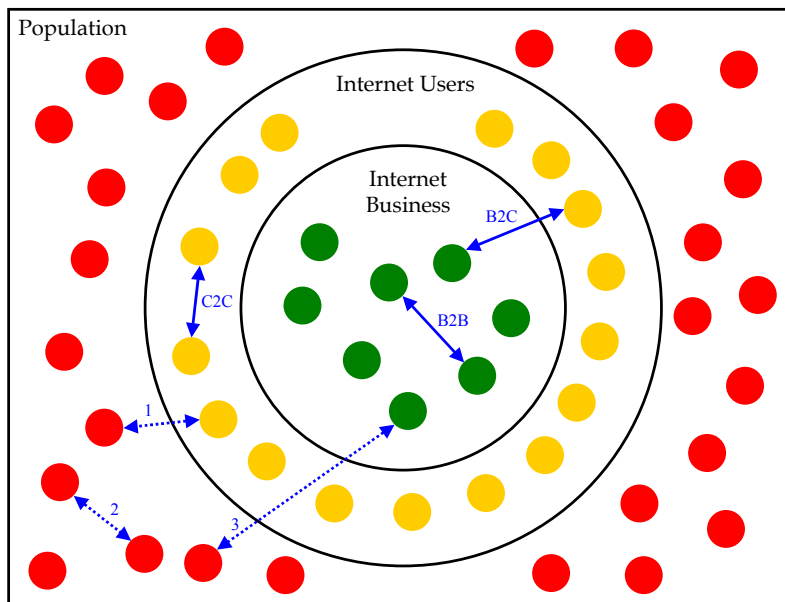 Population
Internet Users
Internet
Business
B2C
C2C
B2B
1
2
3